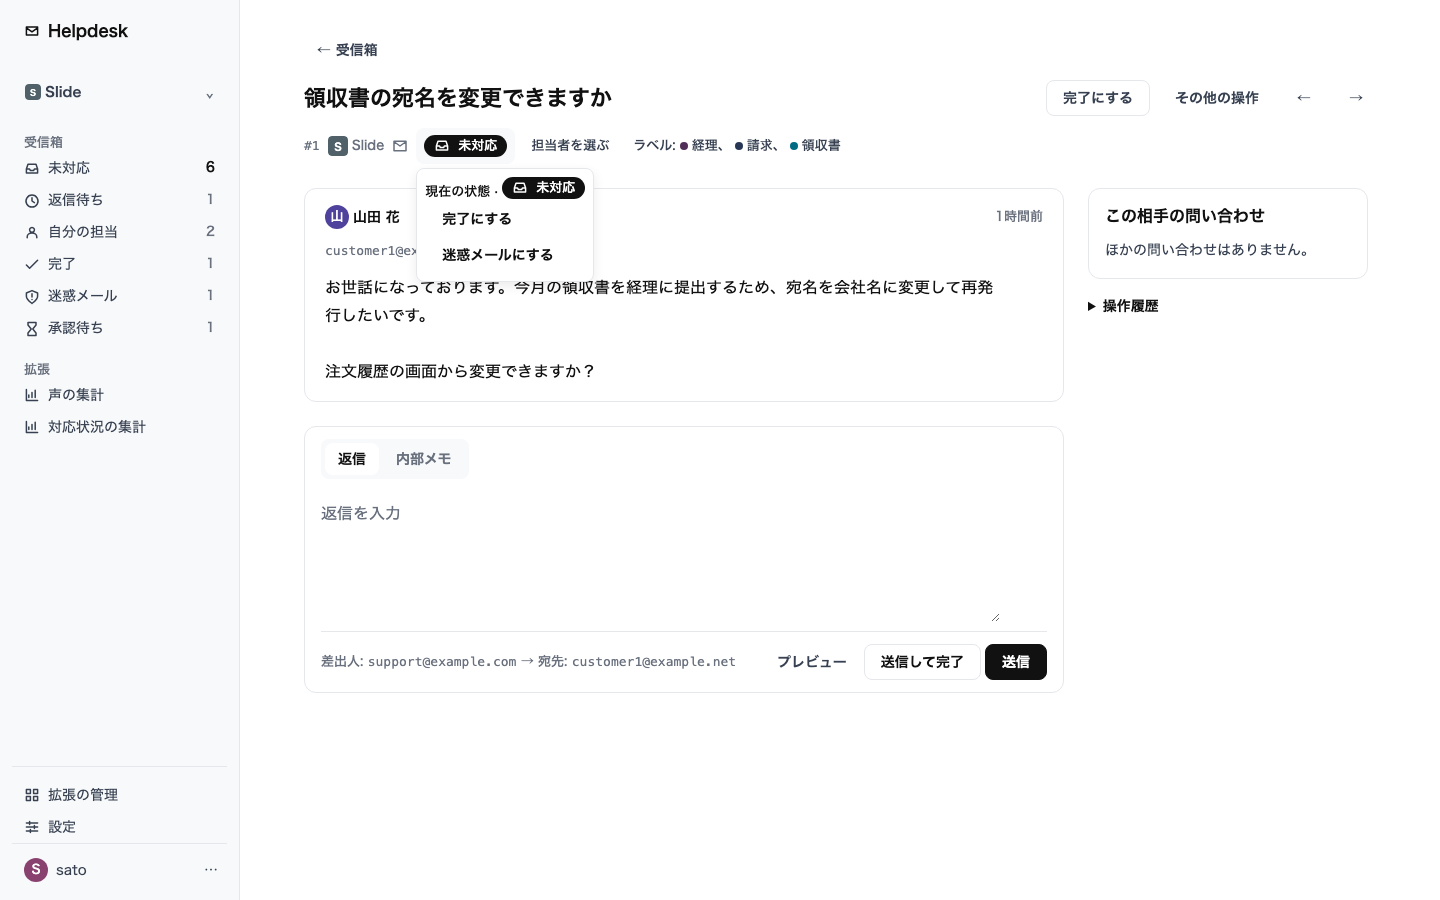 Helpdesk
S Slide
受信箱
未対応 6
返信待ち 1
自分の担当 2
完了 1
迷惑メール 1
承認待ち 1
拡張
声の集計
対応状況の集計
拡張の管理
設定
S sato ...
← 受信箱
領収書の宛名を変更できますか
完了にする その他の操作 ← →
#1 S Slide 未対応 担当者を選ぶ ラベル: 経理、 請求、 領収書
現在の状態 · 未対応
完了にする
迷惑メールにする
山 山田 花 1時間前
customer1@ex
お世話になっております。今月の領収書を経理に提出するため、宛名を会社名に変更して再発
行したいです。
注文履歴の画面から変更できますか？
返信 内部メモ
返信を入力
差出人: support@example.com → 宛先: customer1@example.net プレビュー 送信して完了 送信
この相手の問い合わせ
ほかの問い合わせはありません。
▶ 操作履歴